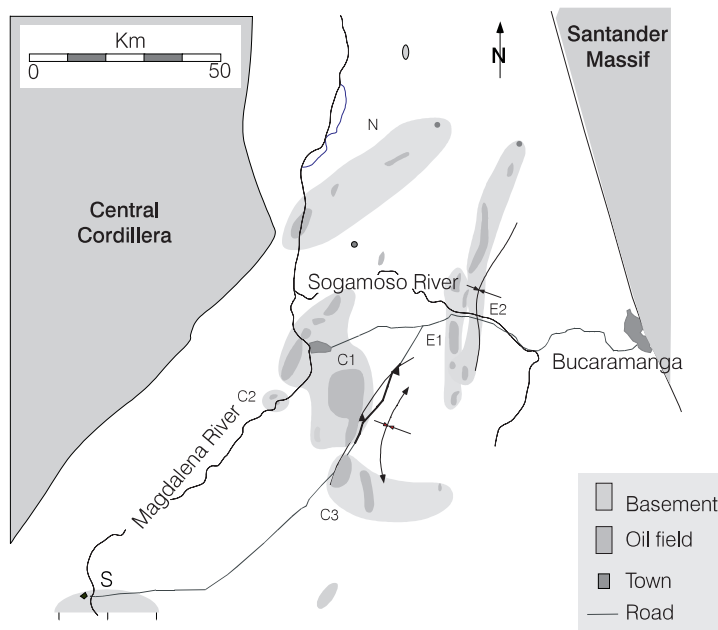 Km
0
50
N
Santander
Massif
N
Central
Cordillera
Sogamoso River
E2
E1
C1
Bucaramanga
C2
Magdalena River
C3
S
Basement
Oil field
Town
Road